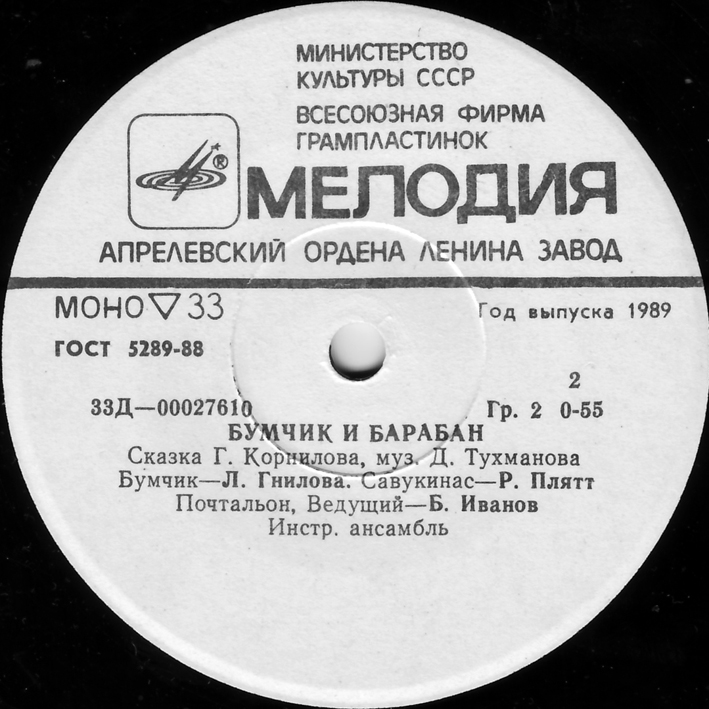 МИНИСТЕРСТВО
КУЛЬТУРЫ СССР
ВСЕСОЮЗНАЯ ФИРМА
ГРАМПЛАСТИНОК
®
МЕЛОДИЯ
АПРЕЛЕВСКИЙ ОРДЕНА ЛЕНИНА ЗАВОД
МОНО ▽ 33 Год выпуска 1989
ГОСТ 5289-88
2
33Д—00027610 Гр. 2 0-55
БУМЧИК И БАРАБАН
Сказка Г. Корнилова, муз. Д. Тухманова
Бумчик—Л. Гнилова. Савукинас—Р. Плятт
Почтальон, Ведущий—Б. Иванов
Инстр. ансамбль